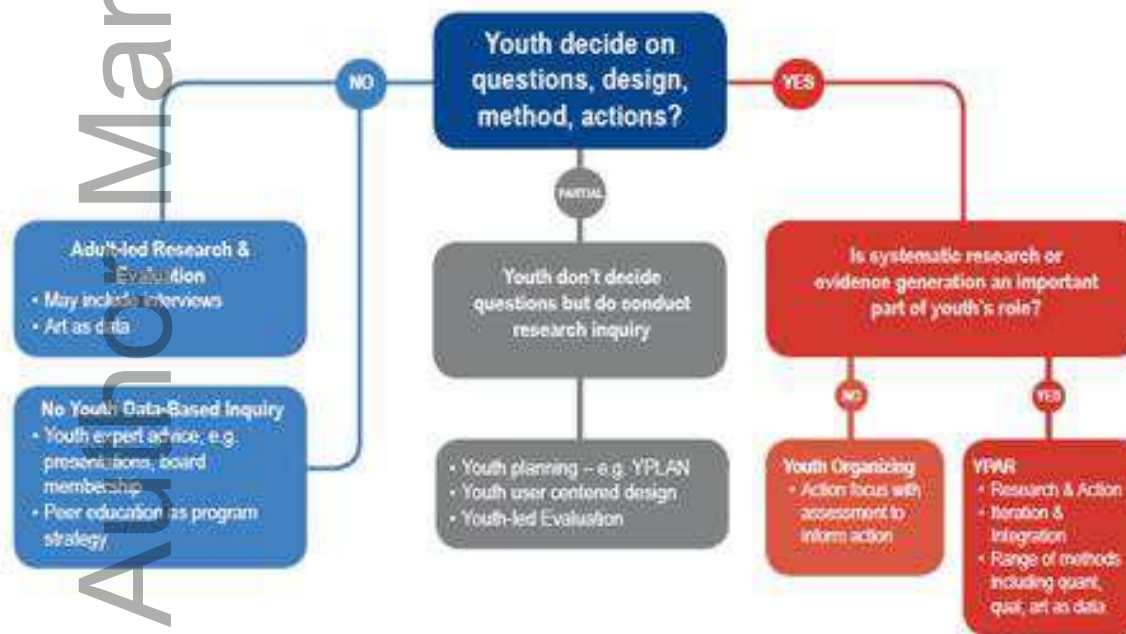 Youth decide on
questions, design,
method, actions?
NO
PARTIAL
YES
Adult-led Research &
Evaluation
• May include interviews
• Art as data
No Youth Data-Based Inquiry
• Youth expert advice, e.g.
presentations, board
membership
• Peer education as program
strategy
Youth don't decide
questions but do conduct
research inquiry
• Youth planning – e.g. YPLAN
• Youth user centered design
• Youth-led Evaluation
Is systematic research or
evidence generation an important
part of youth's role?
NO
YES
Youth Organizing
• Action focus with
assessment to
inform action
YPAR
• Research & Action
• Iteration &
Integration
• Range of methods
including quant,
qual, art as data
Author Man